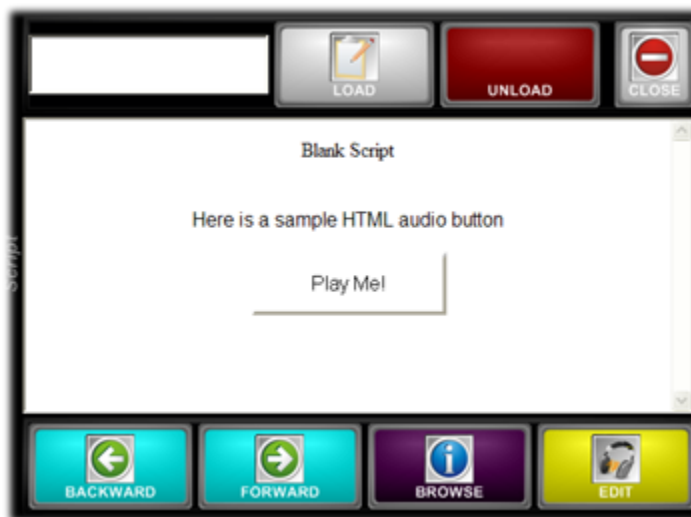 LOAD
UNLOAD
CLOSE
Blank Script
Here is a sample HTML audio button
Script
Play Me!
BACKWARD
FORWARD
BROWSE
EDIT